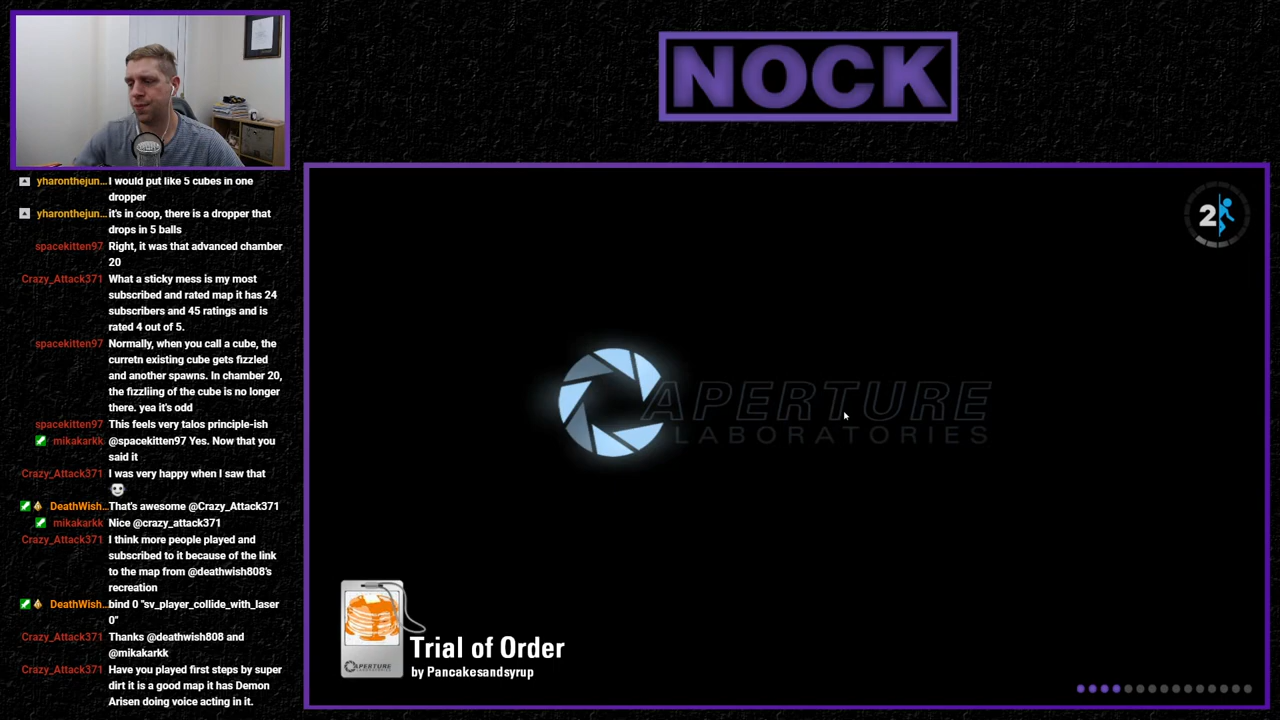 NOCK
yharonthejun... I would put like 5 cubes in one
dropper
yharonthejun... it's in coop, there is a dropper that
drops in 5 balls
spacekitten97 Right, it was that advanced chamber
20
Crazy_Attack371 What a sticky mess is my most
subscribed and rated map it has 24
subscribers and 45 ratings and is
rated 4 out of 5.
spacekitten97 Normally, when you call a cube, the
curretn existing cube gets fizzled
and another spawns. In chamber 20,
the fizzliing of the cube is no longer
there. yea it's odd
spacekitten97 This feels very talos principle-ish
mikakarkk @spacekitten97 Yes. Now that you
said it
Crazy_Attack371 I was very happy when I saw that
DeathWish... That's awesome @Crazy_Attack371
mikakarkk Nice @crazy_attack371
Crazy_Attack371 I think more people played and
subscribed to it because of the link
to the map from @deathwish808's
recreation
DeathWish... bind 0 "sv_player_collide_with_laser
0"
Crazy_Attack371 Thanks @deathwish808 and
@mikakarkk
Crazy_Attack371 Have you played first steps by super
dirt it is a good map it has Demon
Arisen doing voice acting in it.
2
APERTURE
LABORATORIES
APERTURE
Trial of Order
by Pancakesandsyrup